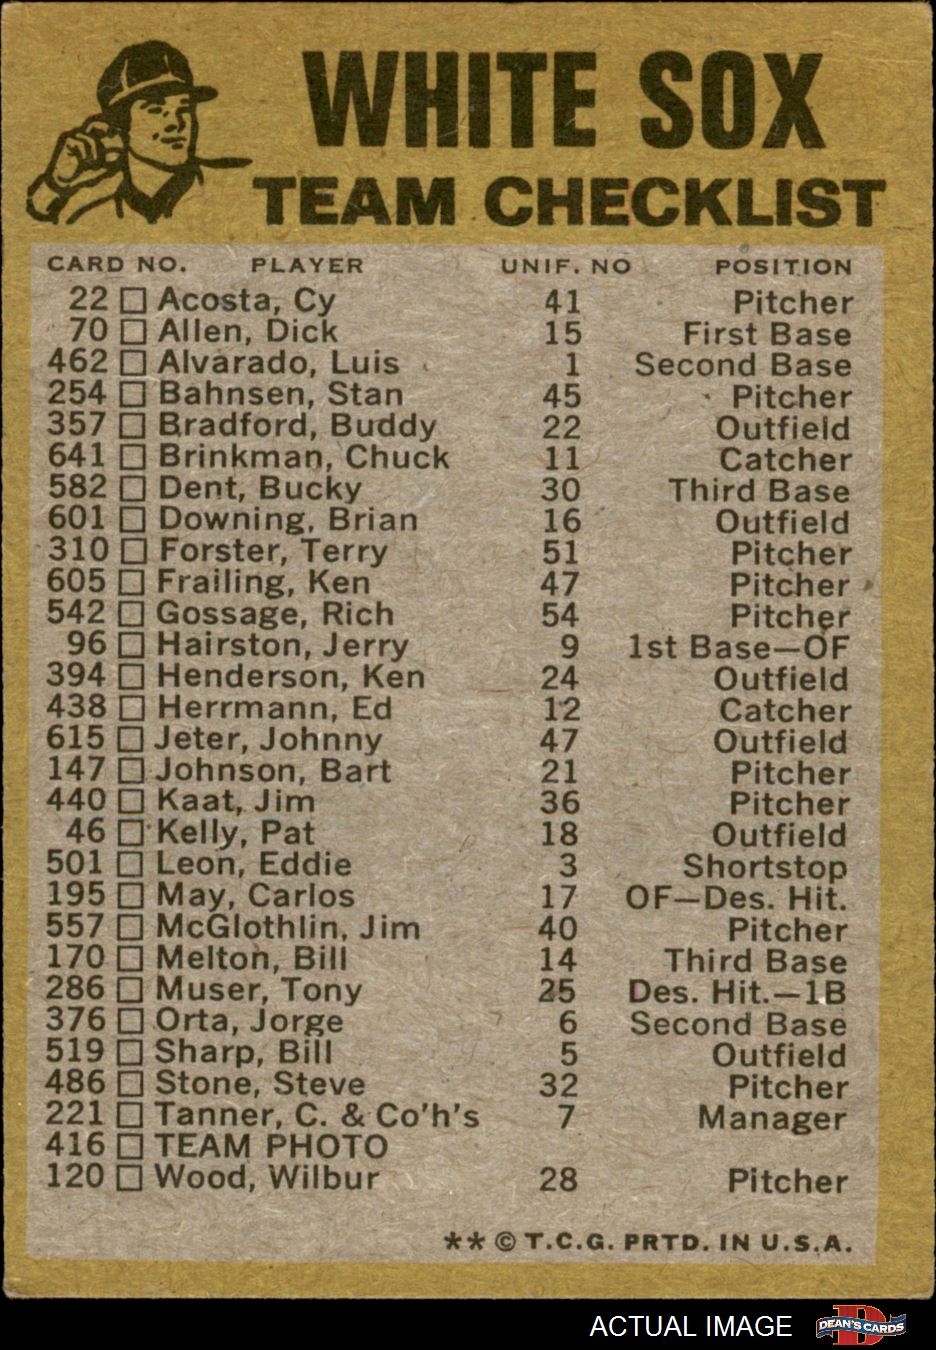 WHITE SOX
TEAM CHECKLIST
CARD NO. PLAYER UNIF. NO POSITION
22 Acosta, Cy 41 Pitcher
70 Allen, Dick 15 First Base
462 Alvarado, Luis 1 Second Base
254 Bahnsen, Stan 45 Pitcher
357 Bradford, Buddy 22 Outfield
641 Brinkman, Chuck 11 Catcher
582 Dent, Bucky 30 Third Base
601 Downing, Brian 16 Outfield
310 Forster, Terry 51 Pitcher
605 Frailing, Ken 47 Pitcher
542 Gossage, Rich 54 Pitcher
96 Hairston, Jerry 9 1st Base—OF
394 Henderson, Ken 24 Outfield
438 Herrmann, Ed 12 Catcher
615 Jeter, Johnny 47 Outfield
147 Johnson, Bart 21 Pitcher
440 Kaat, Jim 36 Pitcher
46 Kelly, Pat 18 Outfield
501 Leon, Eddie 3 Shortstop
195 May, Carlos 17 OF—Des. Hit.
557 McGlothlin, Jim 40 Pitcher
170 Melton, Bill 14 Third Base
286 Muser, Tony 25 Des. Hit.—1B
376 Orta, Jorge 6 Second Base
519 Sharp, Bill 5 Outfield
486 Stone, Steve 32 Pitcher
221 Tanner, C. & Co'h's 7 Manager
416 TEAM PHOTO
120 Wood, Wilbur 28 Pitcher
** © T.C.G. PRTD. IN U.S.A.
ACTUAL IMAGE D DEAN'S CARDS